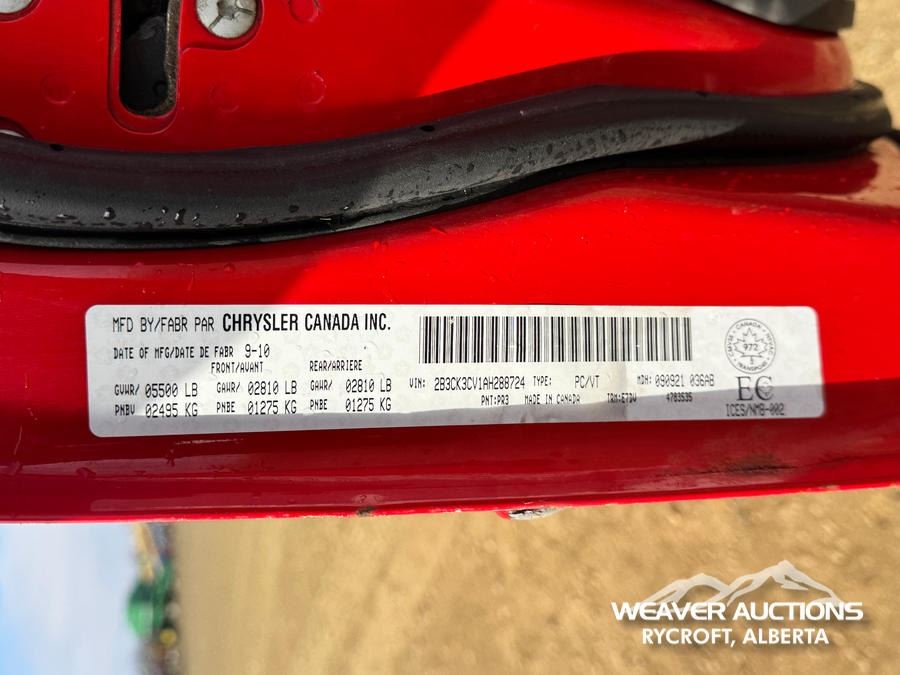 MFD BY/FABR PAR CHRYSLER CANADA INC.
DATE OF MFG/DATE DE FABR 9-10
FRONT/AVANT REAR/ARRIERE
GVWR/ 05500 LB GAWR/ 02810 LB GAWR/ 02810 LB
PNBV 02495 KG PNBE 01275 KG PNBE 01275 KG
VIN: 2B3CK3CV1AH288724 TYPE: PC/VT MDH: 090921 036AB
PNT:PR3 MADE IN CANADA 4783535
CANADA
972
TRANSPORT
EC
ICES/NMB-002
WEAVER AUCTIONS
RYCROFT, ALBERTA